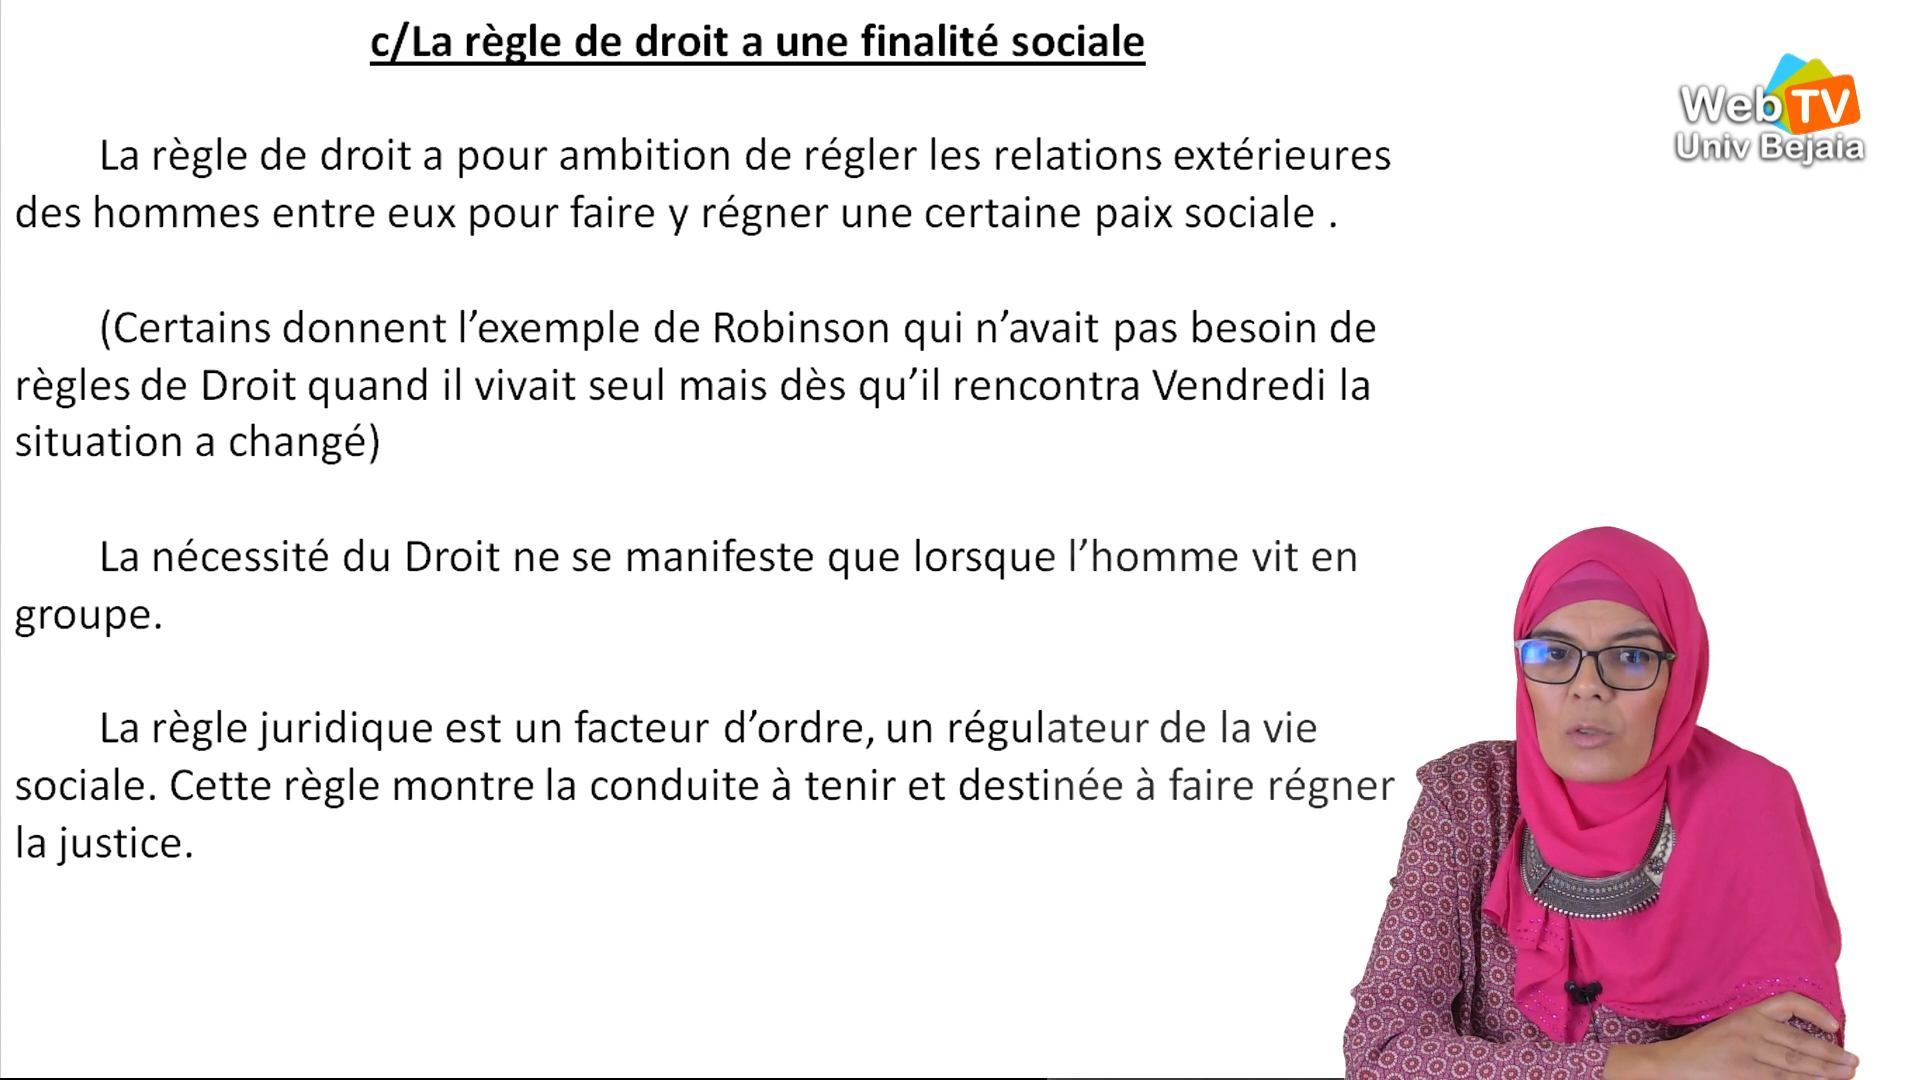 c/La règle de droit a une finalité sociale
Web TV
Univ Bejaia
La règle de droit a pour ambition de régler les relations extérieures
des hommes entre eux pour faire y régner une certaine paix sociale .
(Certains donnent l’exemple de Robinson qui n’avait pas besoin de
règles de Droit quand il vivait seul mais dès qu’il rencontra Vendredi la
situation a changé)
La nécessité du Droit ne se manifeste que lorsque l’homme vit en
groupe.
La règle juridique est un facteur d’ordre, un régulateur de la vie
sociale. Cette règle montre la conduite à tenir et destinée à faire régner
la justice.